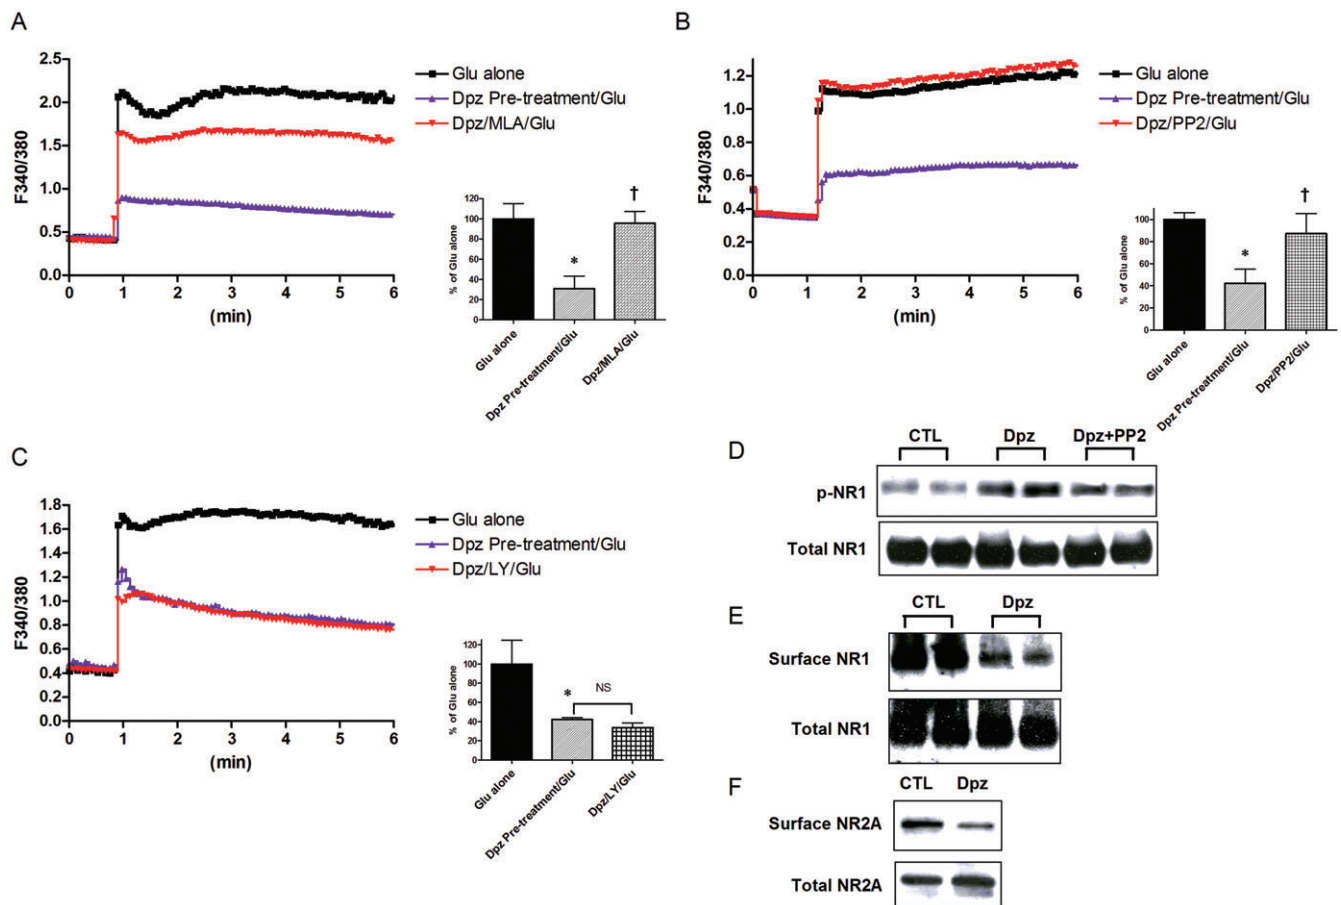 A
2.5
2.0
1.5
1.0
0.5
0.0
F340/380
0 1 2 3 4 5 6
(min)
Glu alone
Dpz Pre-treatment/Glu
Dpz/MLA/Glu
% of Glu alone
120
100
80
60
40
20
0
*
†
Glu alone
Dpz Pre-treatment/Glu
Dpz/MLA/Glu
B
1.2
1.0
0.8
0.6
0.4
0.2
0.0
F340/380
0 1 2 3 4 5 6
(min)
Glu alone
Dpz Pre-treatment/Glu
Dpz/PP2/Glu
% of Glu alone
100
80
60
40
20
0
*
†
Glu alone
Dpz Pre-treatment/Glu
Dpz/PP2/Glu
C
1.8
1.6
1.4
1.2
1.0
0.8
0.6
0.4
0.2
0.0
F340/380
0 1 2 3 4 5 6
(min)
Glu alone
Dpz Pre-treatment/Glu
Dpz/LY/Glu
% of Glu alone
120
100
80
60
40
20
0
*
NS
Glu alone
Dpz Pre-treatment/Glu
Dpz/LY/Glu
D
CTL Dpz Dpz+PP2
p-NR1
Total NR1
E
CTL Dpz
Surface NR1
Total NR1
F
CTL Dpz
Surface NR2A
Total NR2A